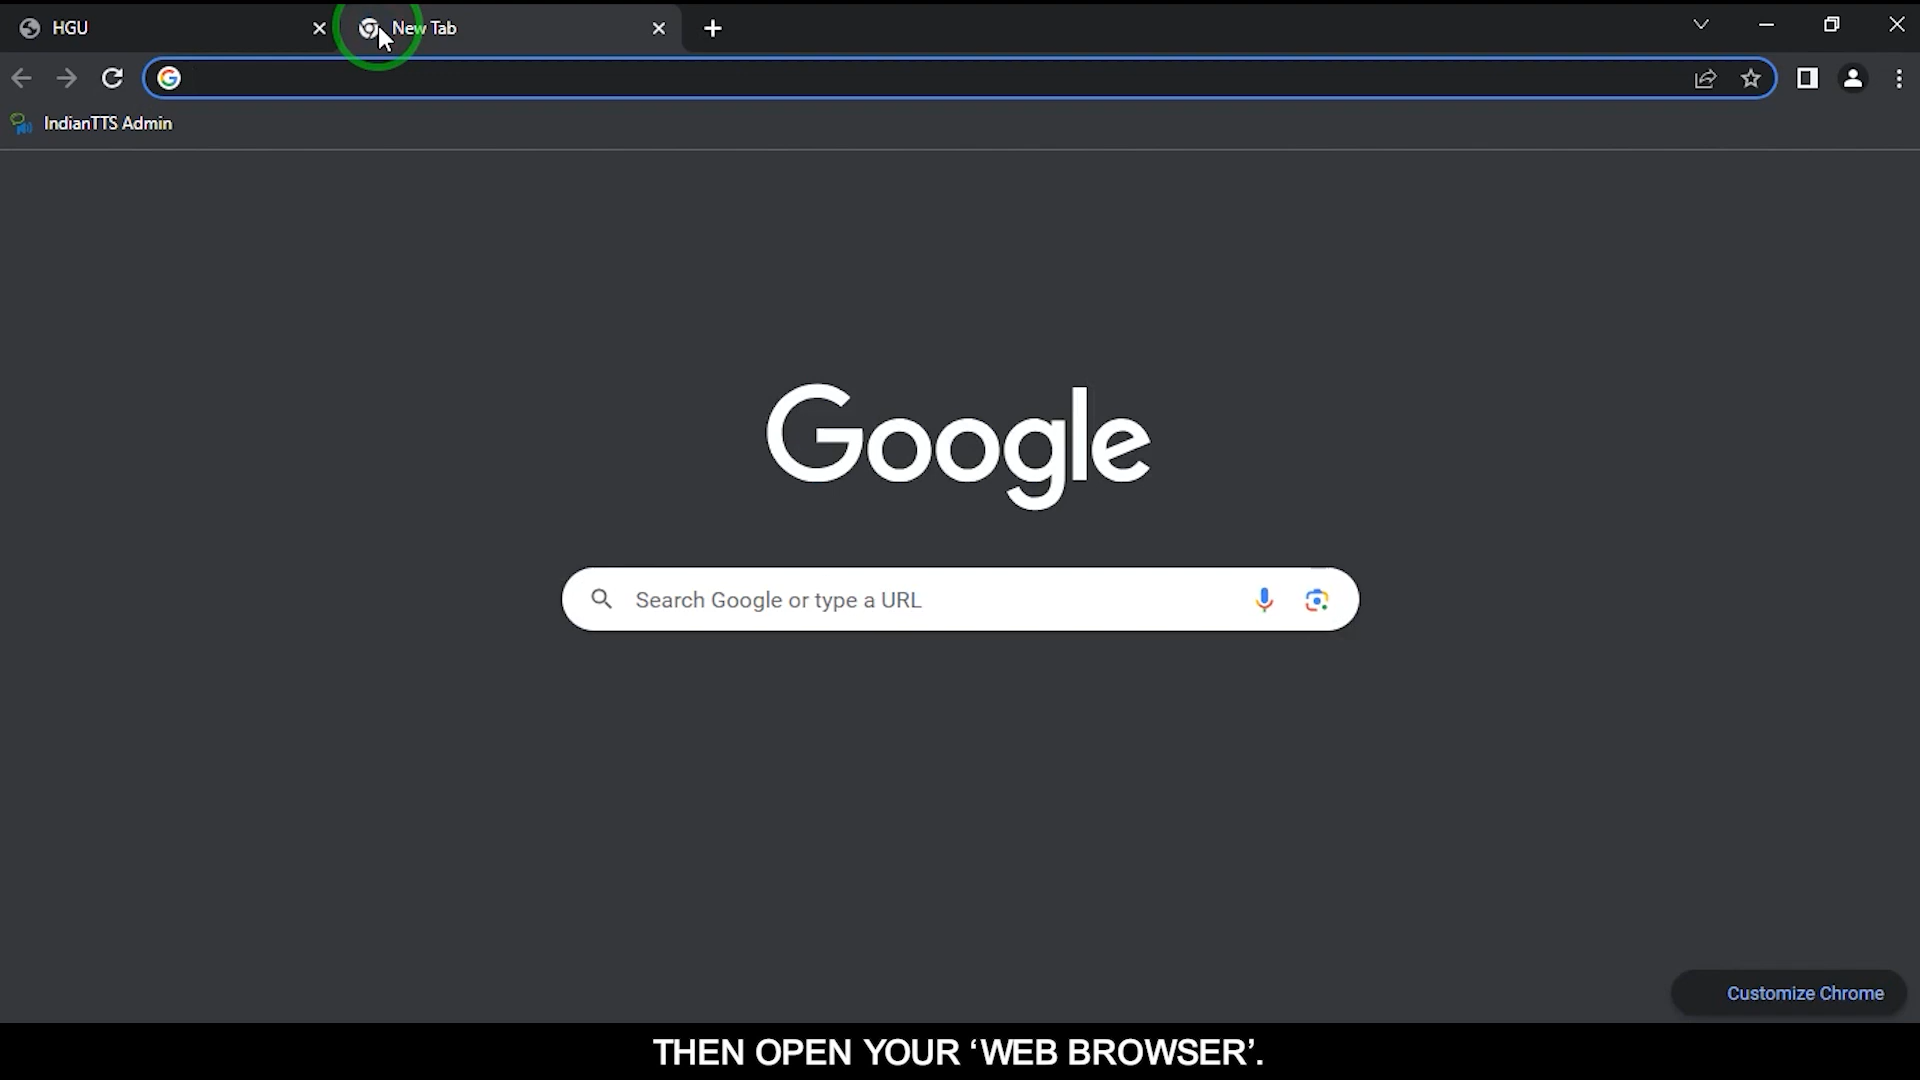 HGU
New Tab
IndianTTS Admin
Google
Search Google or type a URL
Customize Chrome
THEN OPEN YOUR ‘WEB BROWSER’.